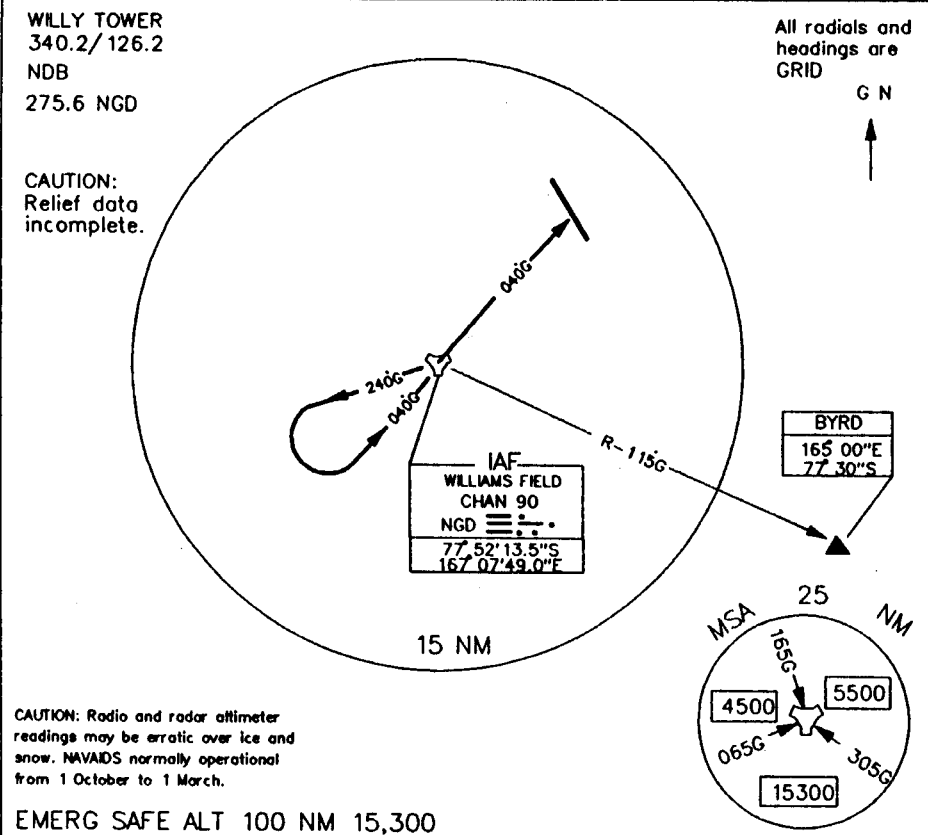 WILLY TOWER
340.2/126.2
NDB
275.6 NGD
All radials and
headings are
GRID
G N
CAUTION:
Relief data
incomplete.
040°G
240°G
040°G
R-115°G
BYRD
165° 00"E
77° 30"S
IAF
WILLIAMS FIELD
CHAN 90
NGD
77° 52'13.5"S
167° 07'49.0"E
15 NM
MSA 25 NM
165G
4500
5500
065G
305G
15300
CAUTION: Radio and radar altimeter
readings may be erratic over ice and
snow. NAVAIDS normally operational
from 1 October to 1 March.
EMERG SAFE ALT 100 NM 15,300